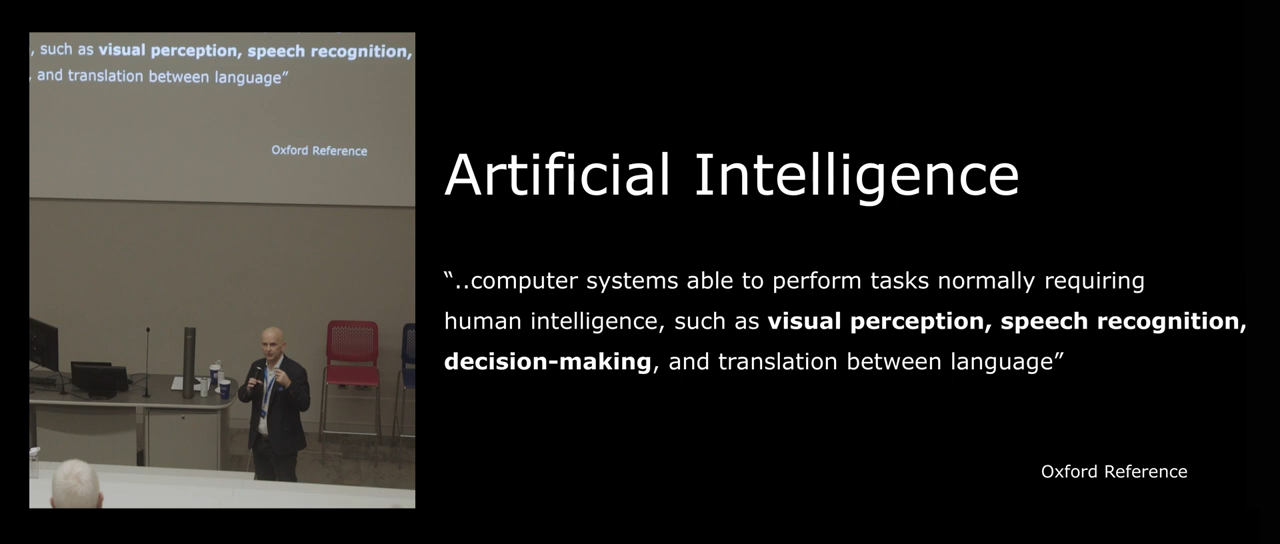 , such as visual perception, speech recognition,
, and translation between language”
Oxford Reference
Artificial Intelligence
“..computer systems able to perform tasks normally requiring
human intelligence, such as visual perception, speech recognition,
decision-making, and translation between language”
Oxford Reference